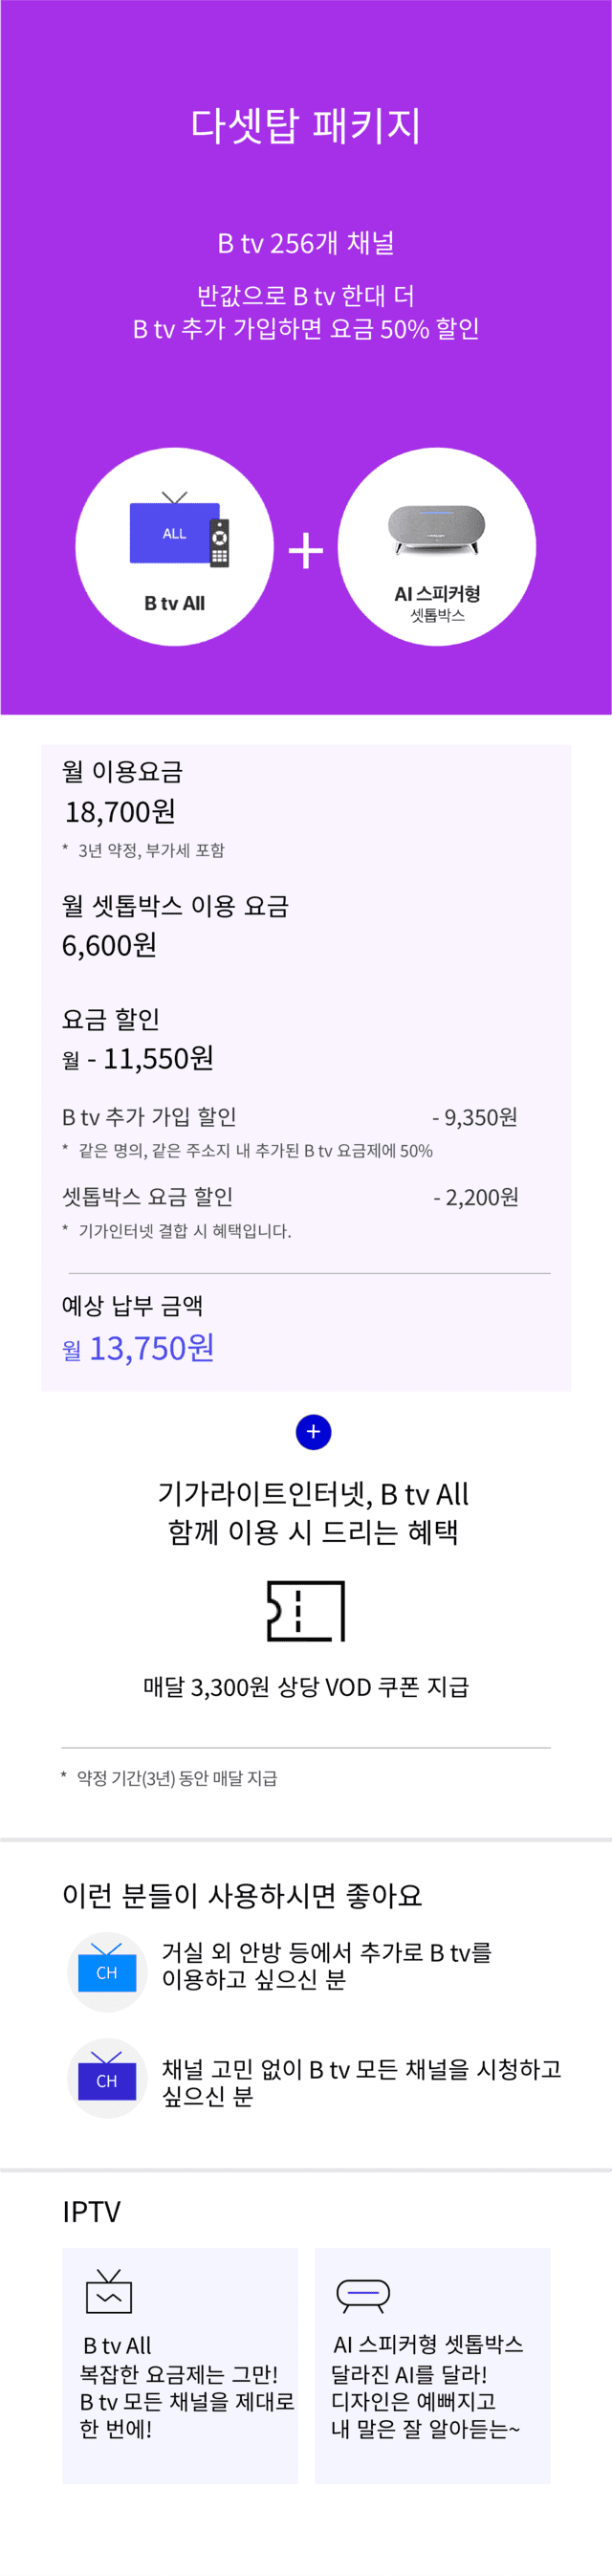 다셋탑 패키지
B tv 256개 채널
반값으로 B tv 한대 더
B tv 추가 가입하면 요금 50% 할인
ALL
B tv All
+
AI 스피커형
셋톱박스
월 이용요금
18,700원
* 3년 약정, 부가세 포함
월 셋톱박스 이용 요금
6,600원
요금 할인
월 - 11,550원
B tv 추가 가입 할인 - 9,350원
* 같은 명의, 같은 주소지 내 추가된 B tv 요금제에 50%
셋톱박스 요금 할인 - 2,200원
* 기가인터넷 결합 시 혜택입니다.
예상 납부 금액
월 13,750원
+
기가라이트인터넷, B tv All
함께 이용 시 드리는 혜택
매달 3,300원 상당 VOD 쿠폰 지급
* 약정 기간(3년) 동안 매달 지급
이런 분들이 사용하시면 좋아요
CH
거실 외 안방 등에서 추가로 B tv를
이용하고 싶으신 분
CH
채널 고민 없이 B tv 모든 채널을 시청하고
싶으신 분
IPTV
B tv All
복잡한 요금제는 그만!
B tv 모든 채널을 제대로
한 번에!
AI 스피커형 셋톱박스
달라진 AI를 달라!
디자인은 예뻐지고
내 말은 잘 알아듣는~